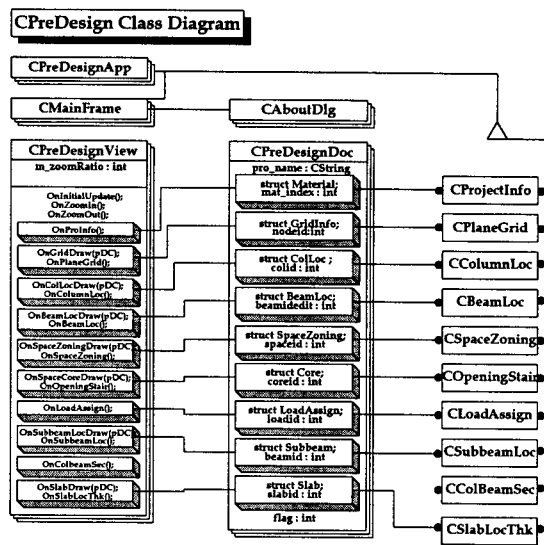 CPreDesign Class Diagram
CPreDesignApp
CMainFrame
CAboutDlg
CPreDesignView
m_zoomRatio : int
OnInitialUpdate();
OnZoomIn();
OnZoomOut();
OnProInfo();
OnGridDraw(pDC);
OnPlaneGrid();
OnColLocDraw(pDC);
OnColumnLoc();
OnBeamLocDraw(pDC);
OnBeamLoc();
OnSpaceZoningDraw(pDC);
OnSpaceZoning();
OnSpaceCoreDraw(pDC);
OnOpeningStair();
OnLoadAssign();
OnSubbeamLocDraw(pDC);
OnSubbeamLoc();
OnColbeamSec();
OnSlabDraw(pDC);
OnSlabLocThk();
CPreDesignDoc
pro_name : CString
struct Material;
mat_index : int
struct GridInfo;
nodeid:int
struct ColLoc ;
colid : int
struct BeamLoc;
beamidedit : int
struct SpaceZoning;
spaceid : int
struct Core;
coreid : int
struct LoadAssign;
loadid : int
struct Subbeam;
beamid : int
struct Slab;
slabid : int
flag : int
CProjectInfo
CPlaneGrid
CColumnLoc
CBeamLoc
CSpaceZoning
COpeningStair
CLoadAssign
CSubbeamLoc
CColBeamSec
CSlabLocThk